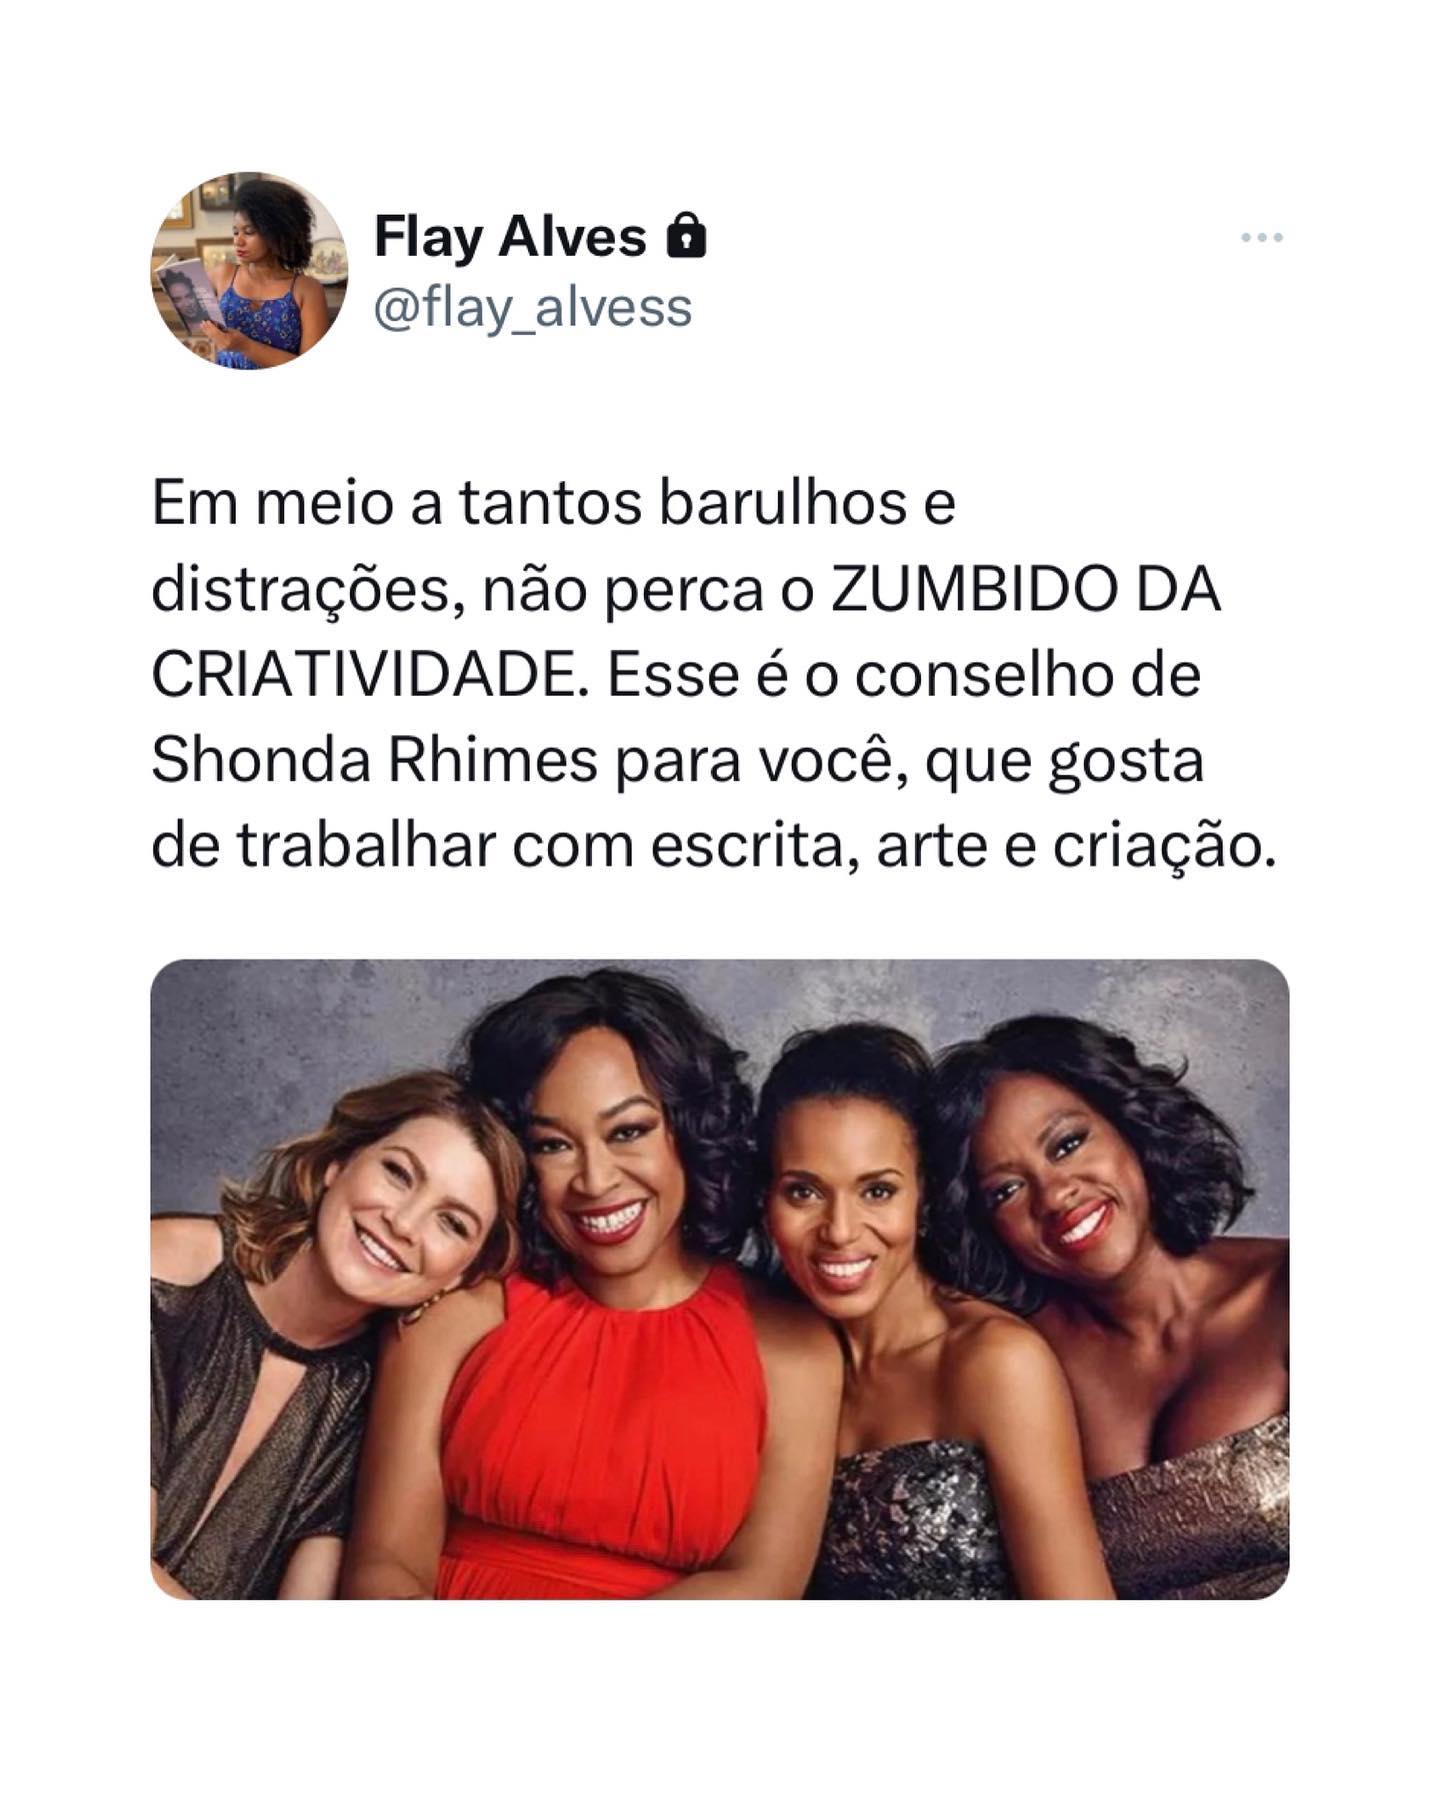 Flay Alves
@flay_alvess
Em meio a tantos barulhos e
distrações, não perca o ZUMBIDO DA
CRIATIVIDADE. Esse é o conselho de
Shonda Rhimes para você, que gosta
de trabalhar com escrita, arte e criação.